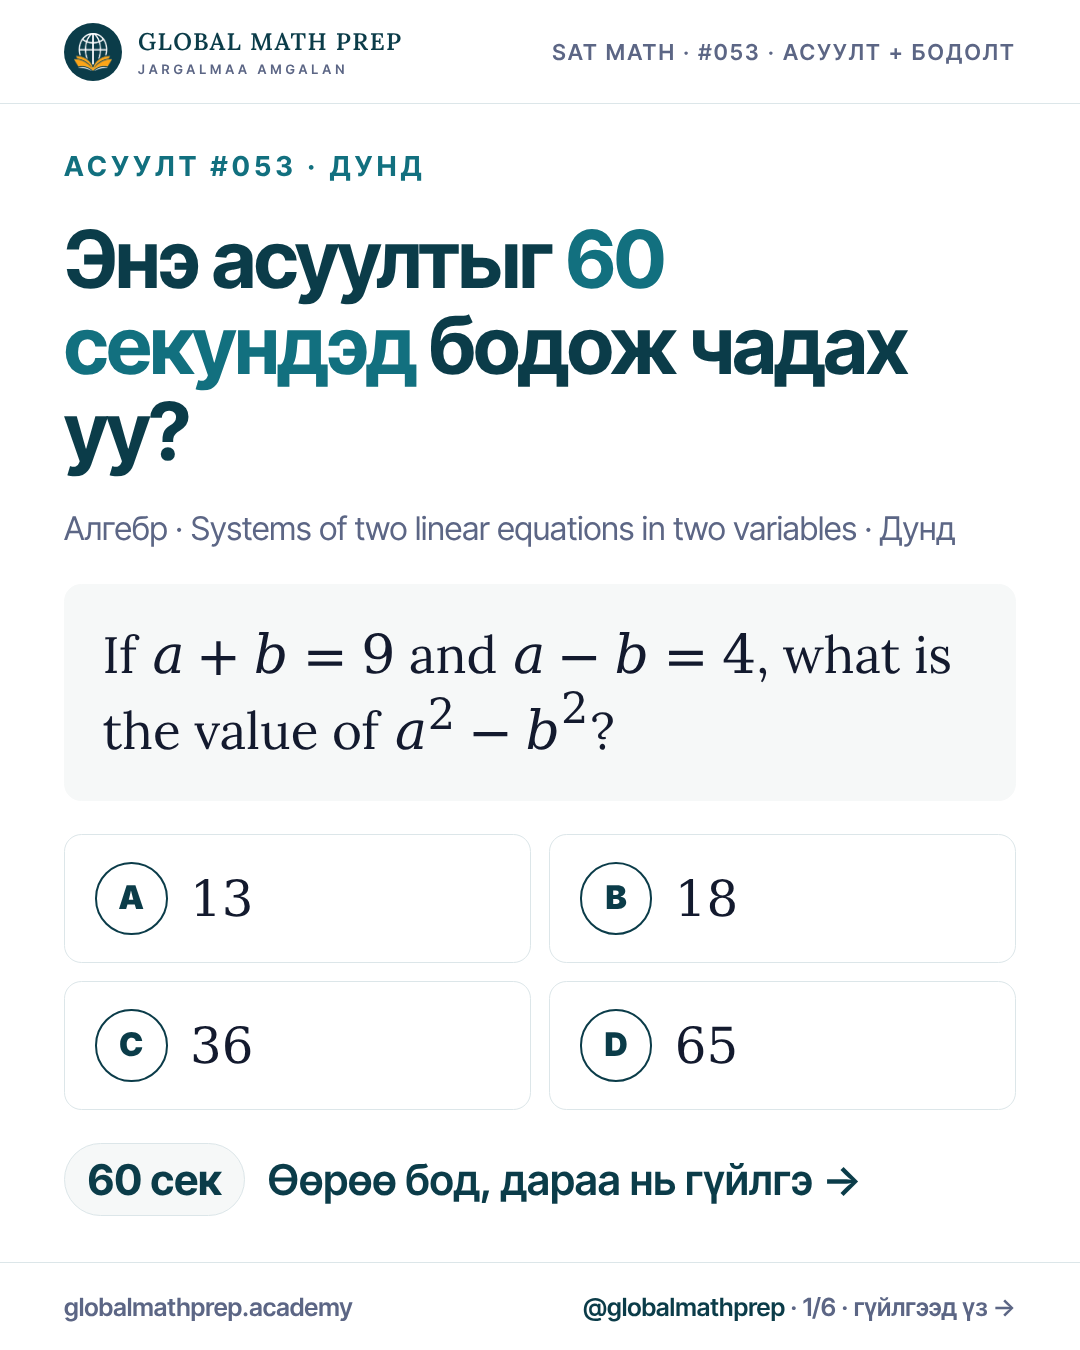 GLOBAL MATH PREP
JARGALMAA AMGALAN
SAT MATH · #053 · АСУУЛТ + БОДОЛТ
АСУУЛТ #053 · ДУНД
Энэ асуултыг 60
секундэд бодож чадах
уу?
Алгебр · Systems of two linear equations in two variables · Дунд
If a + b = 9 and a − b = 4, what is
the value of a² − b²?
A 13
B 18
C 36
D 65
60 сек Өөрөө бод, дараа нь гүйлгэ →
globalmathprep.academy
@globalmathprep · 1/6 · гүйлгээд үз →